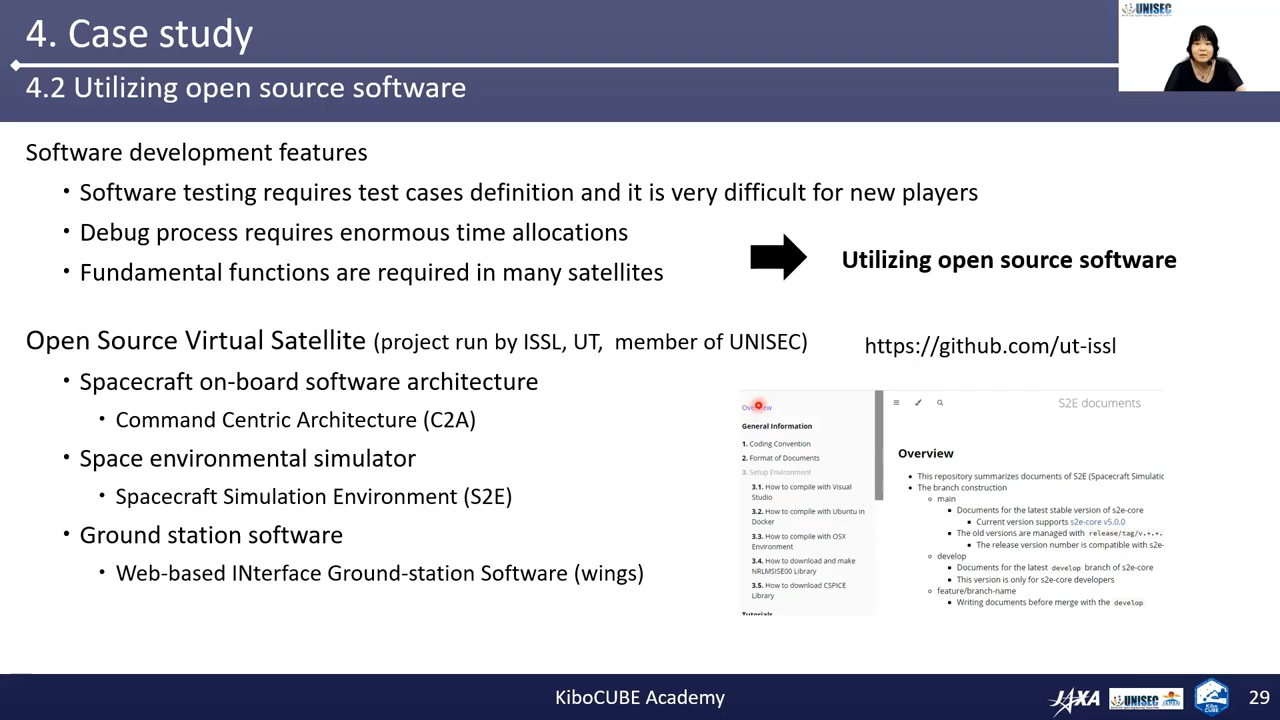 4. Case study
UNISEC
4.2 Utilizing open source software
Software development features
• Software testing requires test cases definition and it is very difficult for new players
• Debug process requires enormous time allocations
• Fundamental functions are required in many satellites
Utilizing open source software
Open Source Virtual Satellite (project run by ISSL, UT, member of UNISEC)
https://github.com/ut-issl
• Spacecraft on-board software architecture
• Command Centric Architecture (C2A)
• Space environmental simulator
• Spacecraft Simulation Environment (S2E)
• Ground station software
• Web-based INterface Ground-station Software (wings)
Overview
General Information
1. Coding Convention
2. Format of Documents
3. Setup Environment
3.1. How to compile with Visual
Studio
3.2. How to compile with Ubuntu in
Docker
3.3. How to compile with OSX
Environment
3.4. How to download and make
NRLMSISE00 Library
3.5. How to download CSPICE
Library
Tutorials
S2E documents
Overview
This repository summarizes documents of S2E (Spacecraft Simulatic
The branch construction
main
Documents for the latest stable version of s2e-core
Current version supports s2e-core v5.0.0
The old versions are managed with release/tag/v.*.*.
The release version number is compatible with s2e-
develop
Documents for the latest develop branch of s2e-core
This version is only for s2e-core developers
feature/branch-name
Writing documents before merge with the develop
KiboCUBE Academy
JAXA
UNISEC
JAPAN
Kibo
CUBE
29